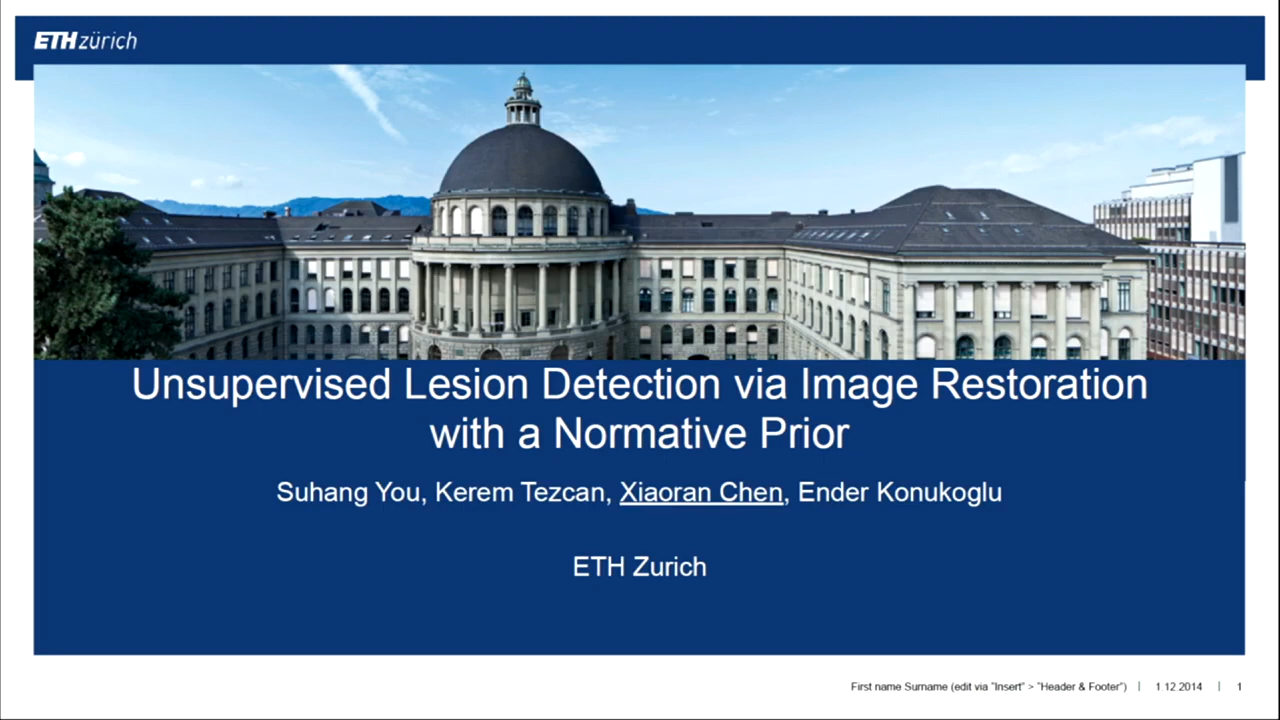 ETH zürich
Unsupervised Lesion Detection via Image Restoration
with a Normative Prior
Suhang You, Kerem Tezcan, Xiaoran Chen, Ender Konukoglu
ETH Zurich
First name Surname (edit via "Insert" > "Header & Footer") | 1.12.2014 | 1